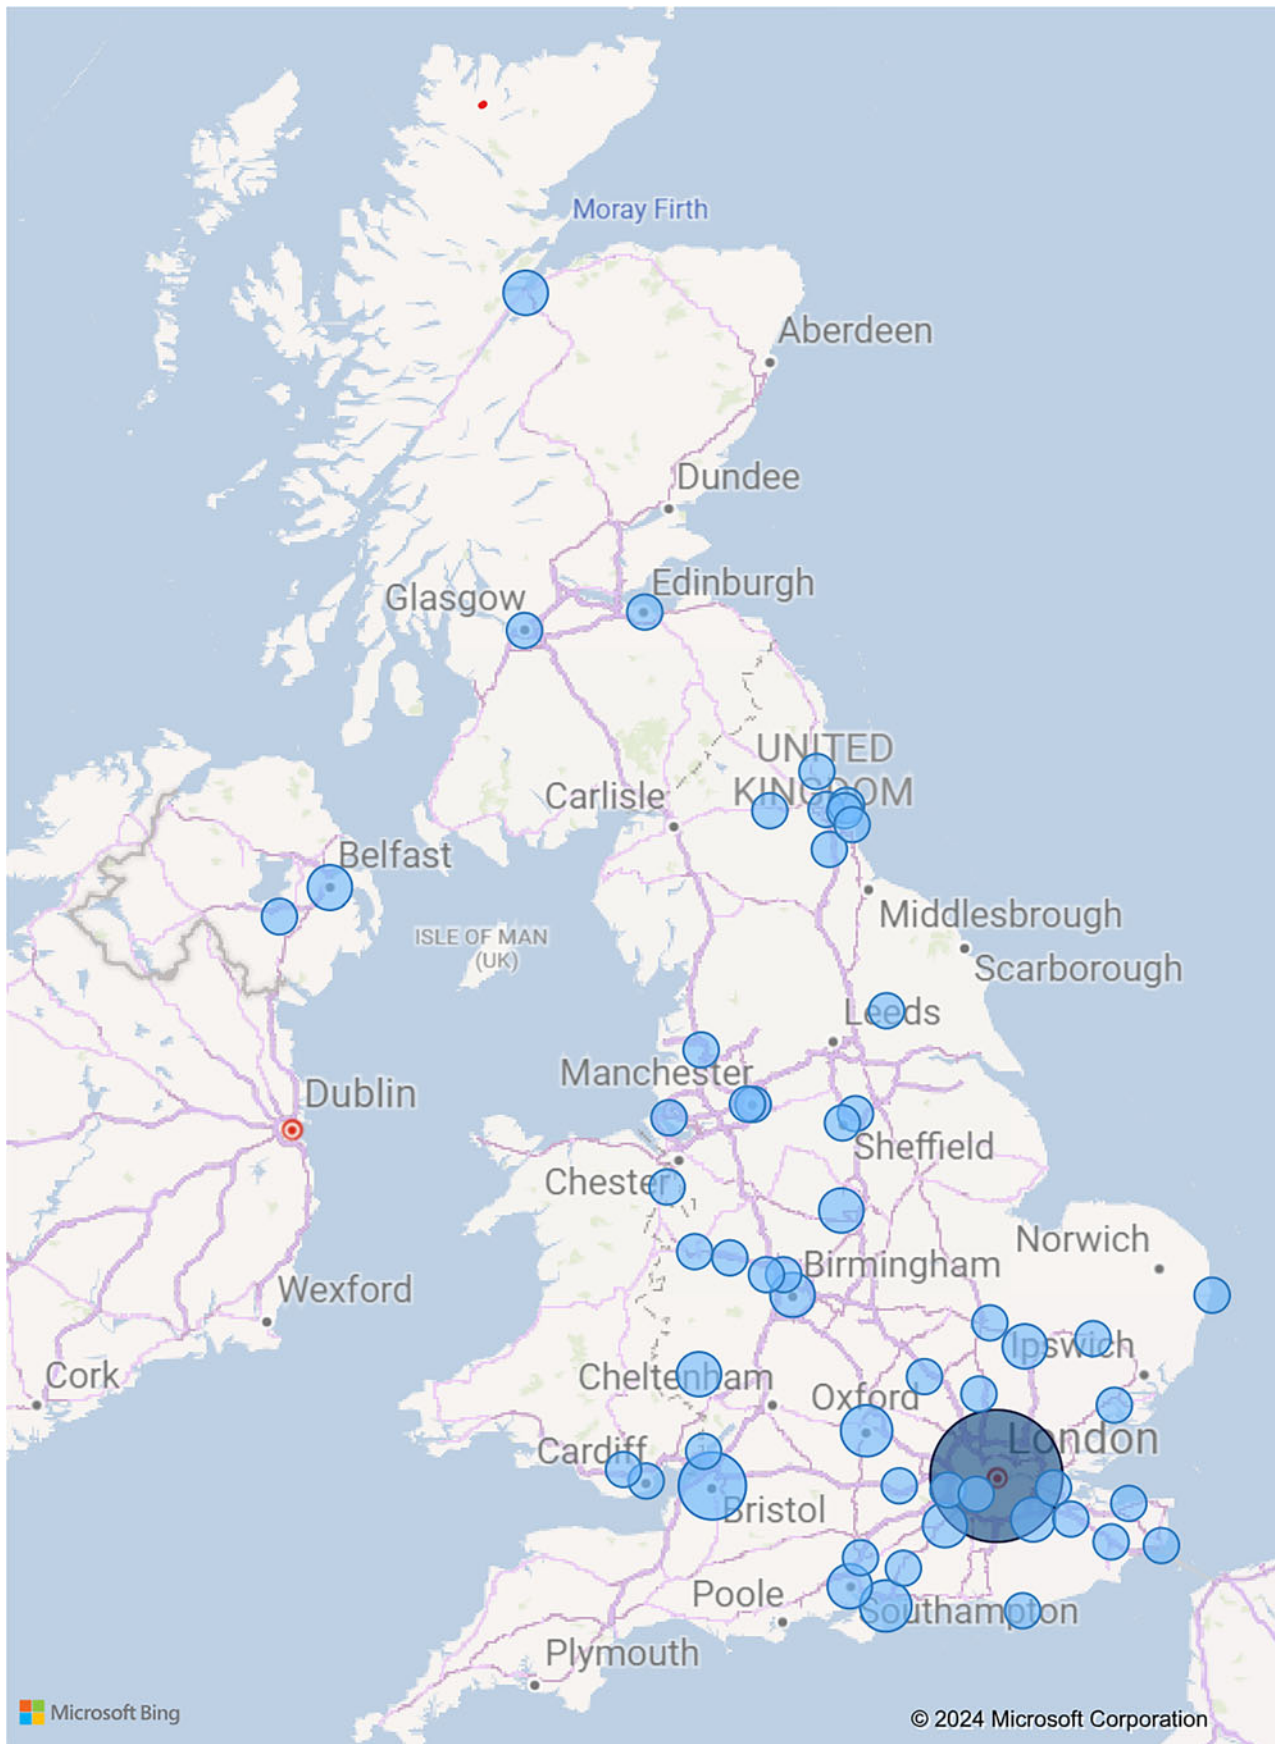 Moray Firth
Aberdeen
Dundee
Edinburgh
Glasgow
UNITED
KINGDOM
Carlisle
Belfast
Middlesbrough
ISLE OF MAN
(UK)
Scarborough
Leeds
Manchester
Dublin
Sheffield
Chester
Norwich
Birmingham
Wexford
Ipswich
Cork
Cheltenham
Oxford
London
Cardiff
Bristol
Poole
Southampton
Plymouth
Microsoft Bing
© 2024 Microsoft Corporation